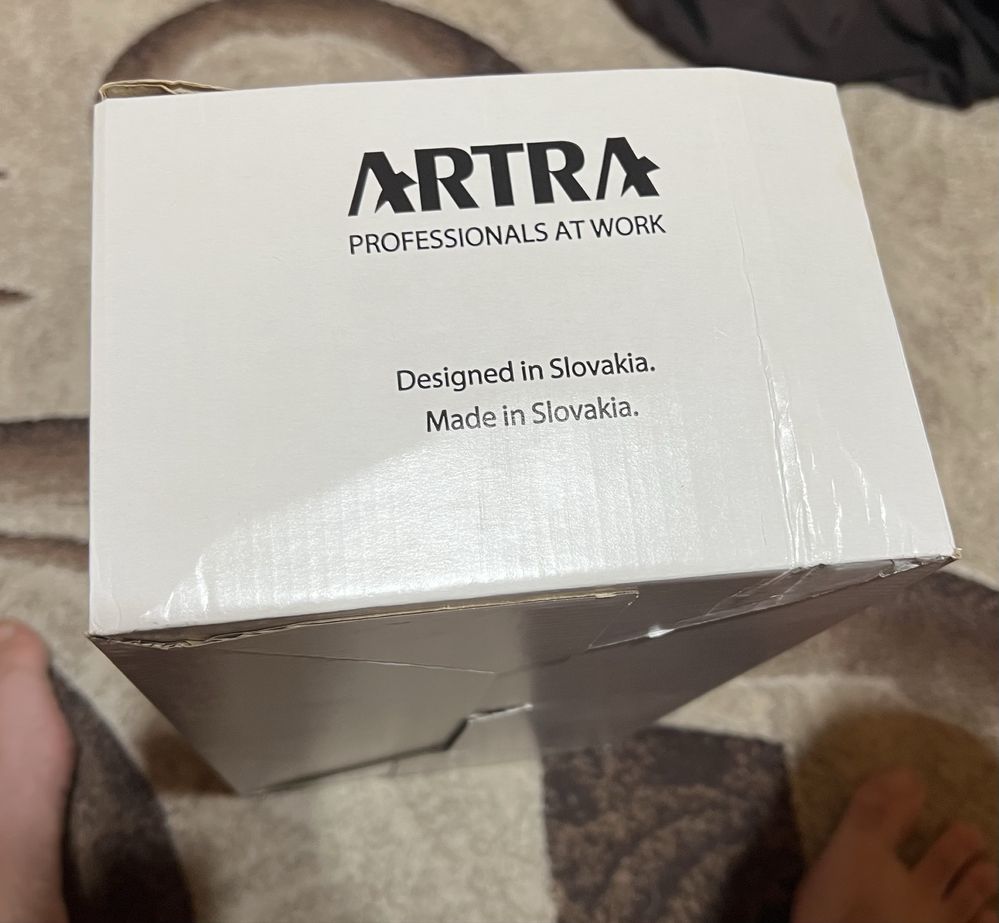 ARTRA
PROFESSIONALS AT WORK
Designed in Slovakia.
Made in Slovakia.